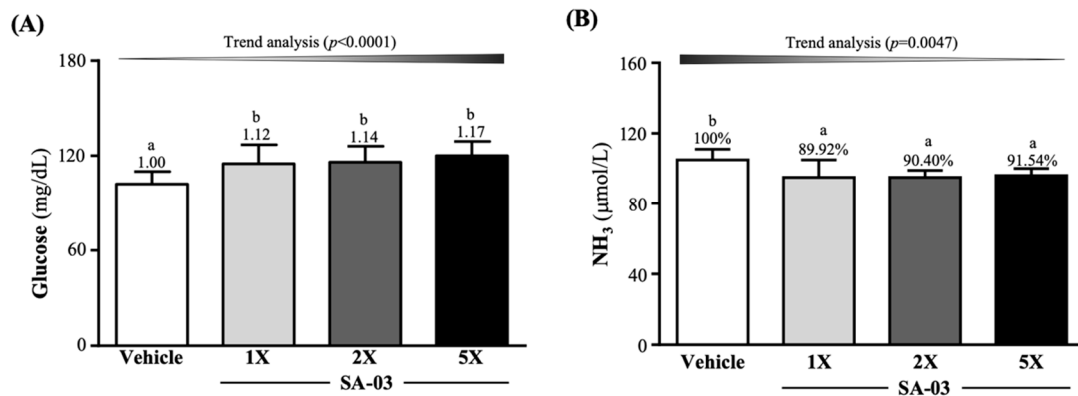 (A)
Trend analysis (p<0.0001)
180
120
60
0
Glucose (mg/dL)
a
1.00
b
1.12
b
1.14
b
1.17
Vehicle 1X 2X 5X
SA-03
(B)
Trend analysis (p=0.0047)
160
120
80
40
0
NH₃ (μmol/L)
b
100%
a
89.92%
a
90.40%
a
91.54%
Vehicle 1X 2X 5X
SA-03